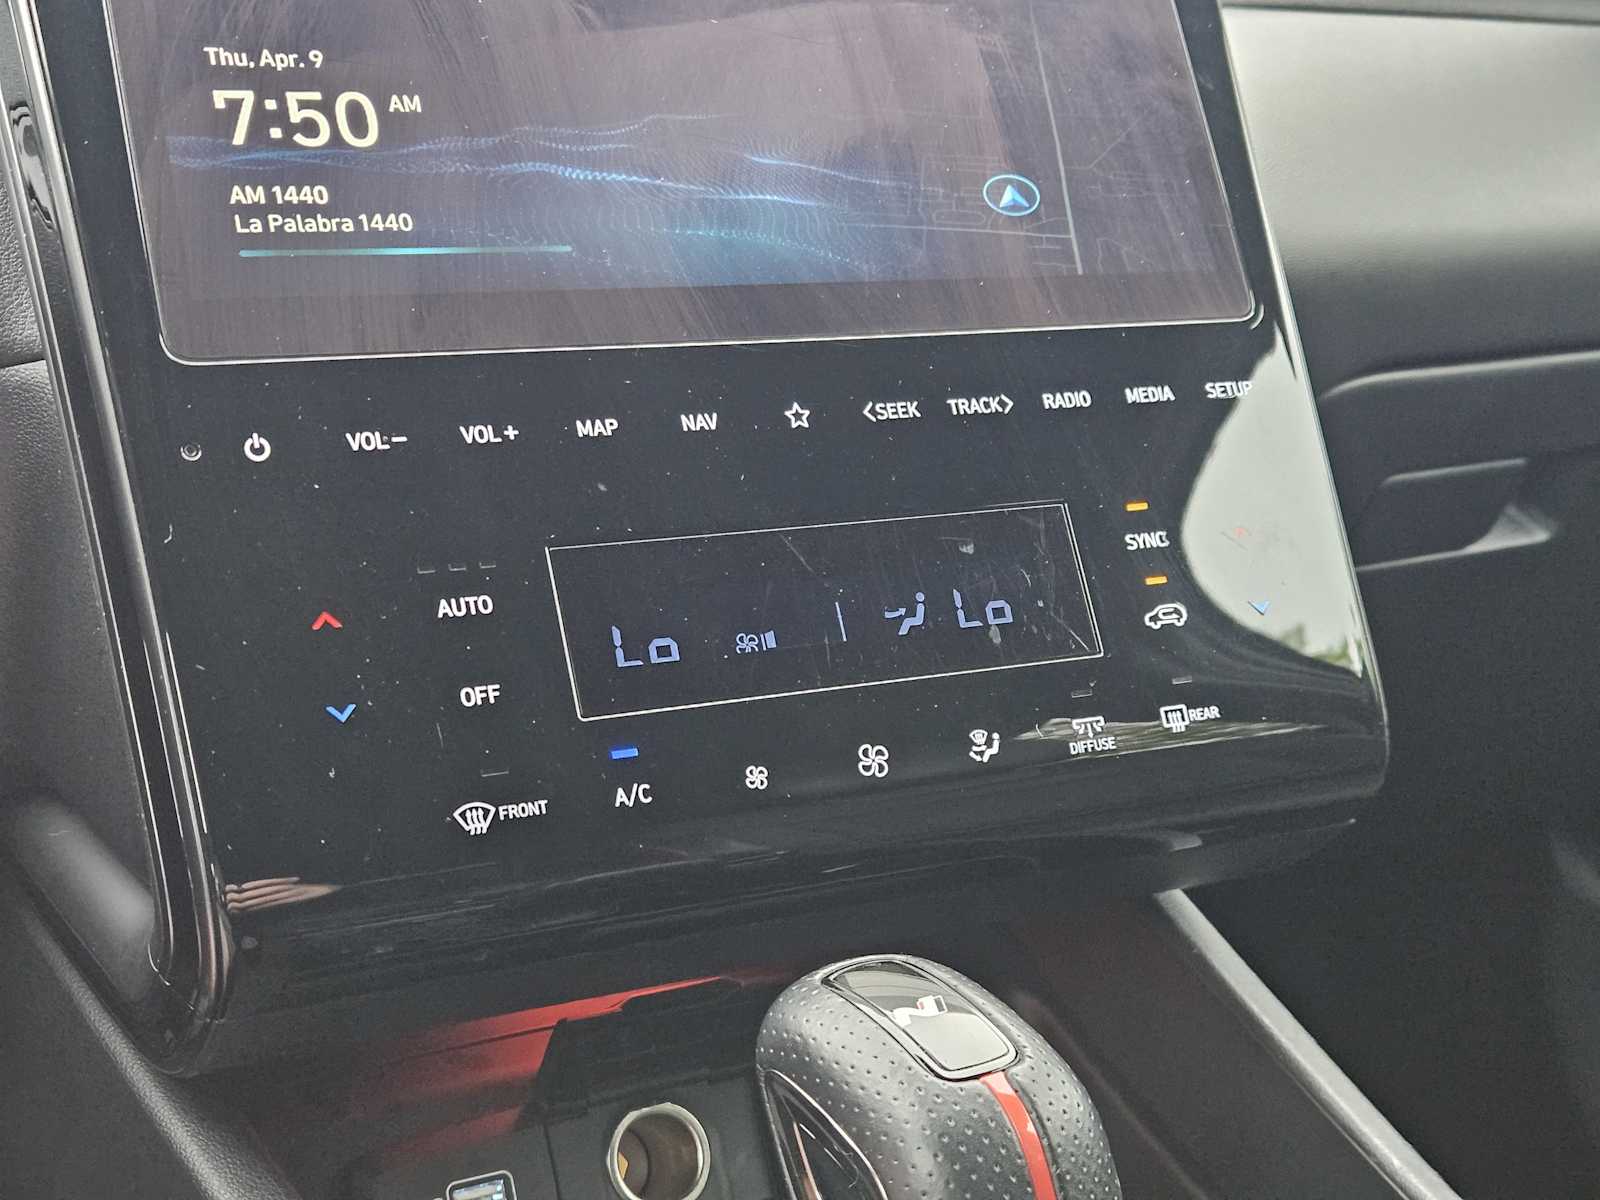 Thu, Apr. 9
7:50 AM
AM 1440
La Palabra 1440
VOL− VOL+ MAP NAV <SEEK TRACK> RADIO MEDIA SETUP
SYNC
AUTO
Lo Lo
OFF
REAR
DIFFUSE
FRONT
A/C
N